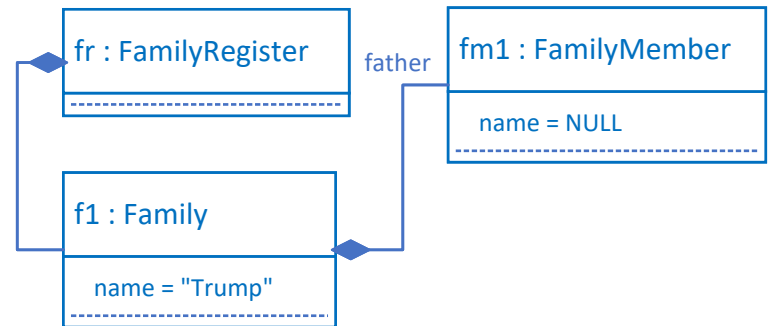 fr : FamilyRegister
father
fm1 : FamilyMember
name = NULL
f1 : Family
name = "Trump"